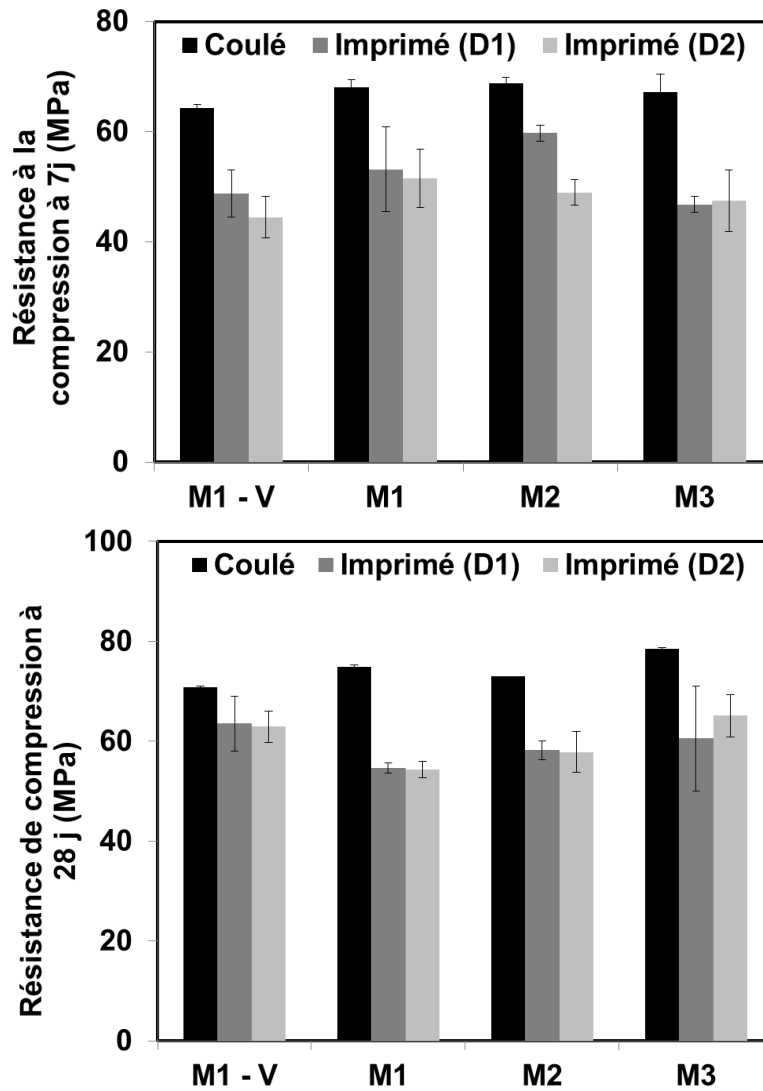 Résistance à la
compression à 7j (MPa)
80
60
40
20
0
Coulé Imprimé (D1) Imprimé (D2)
M1 - V M1 M2 M3
Résistance de compression à
28 j (MPa)
100
80
60
40
20
0
Coulé Imprimé (D1) Imprimé (D2)
M1 - V M1 M2 M3